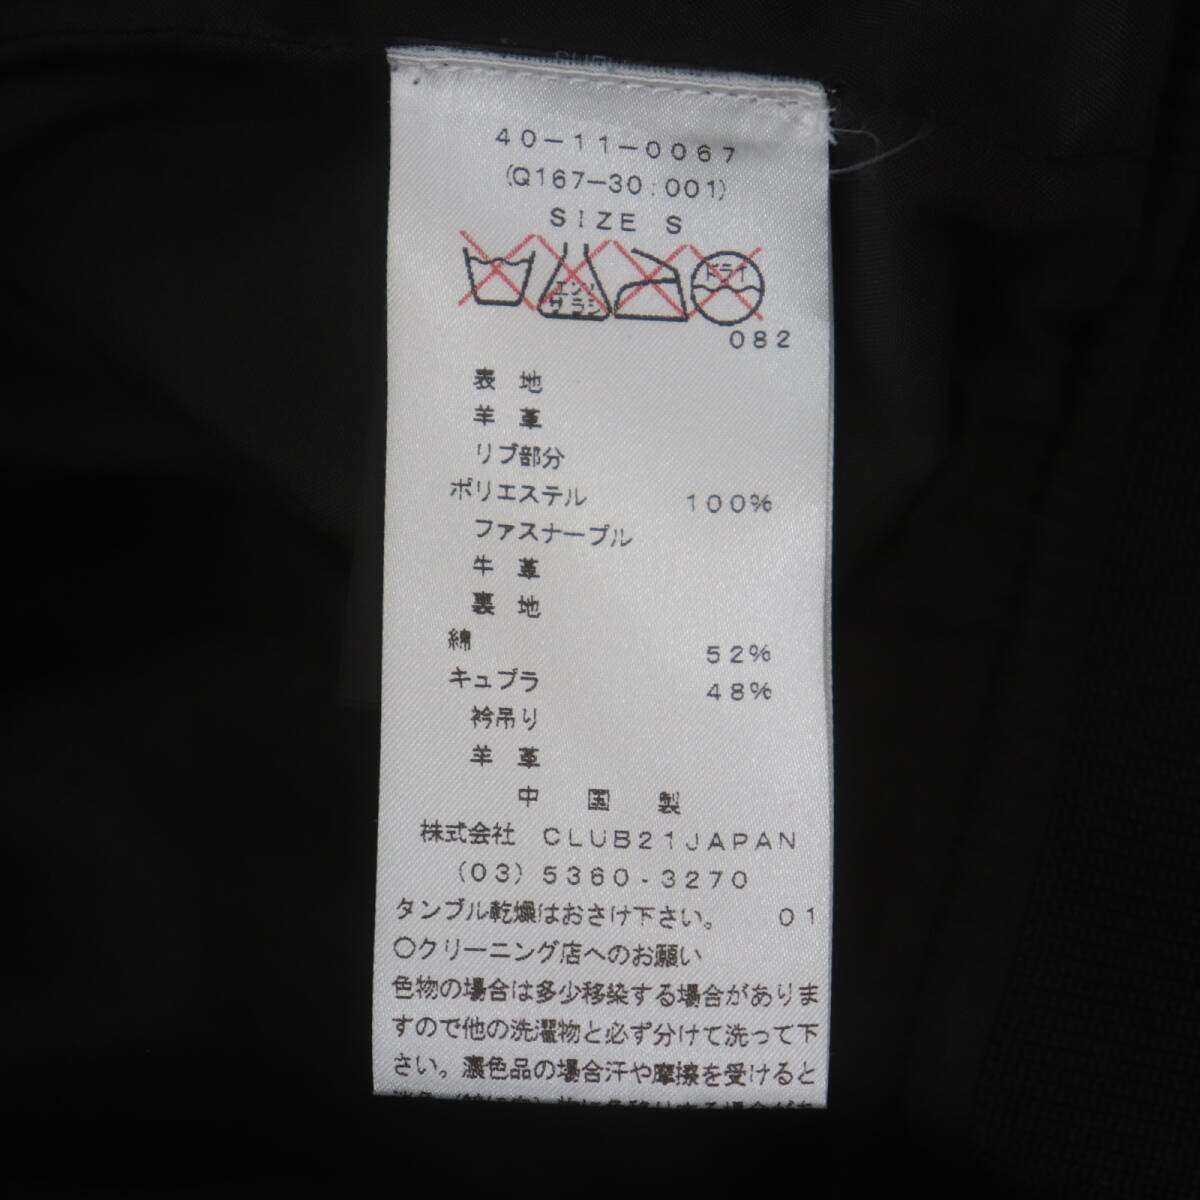 40-11-0067
(Q167-30:001)
SIZE S
エンソ
サラシ
ドライ
082
表地
羊革
リブ部分
ポリエステル 100%
ファスナープル
牛革
裏地
綿 52%
キュプラ 48%
衿吊り
羊革
中国製
株式会社 CLUB21JAPAN
(03)5360-3270
タンブル乾燥はおさけ下さい。 01
○クリーニング店へのお願い
色物の場合は多少移染する場合がありま
すので他の洗濯物と必ず分けて洗って下
さい。濃色品の場合汗や摩擦を受けると